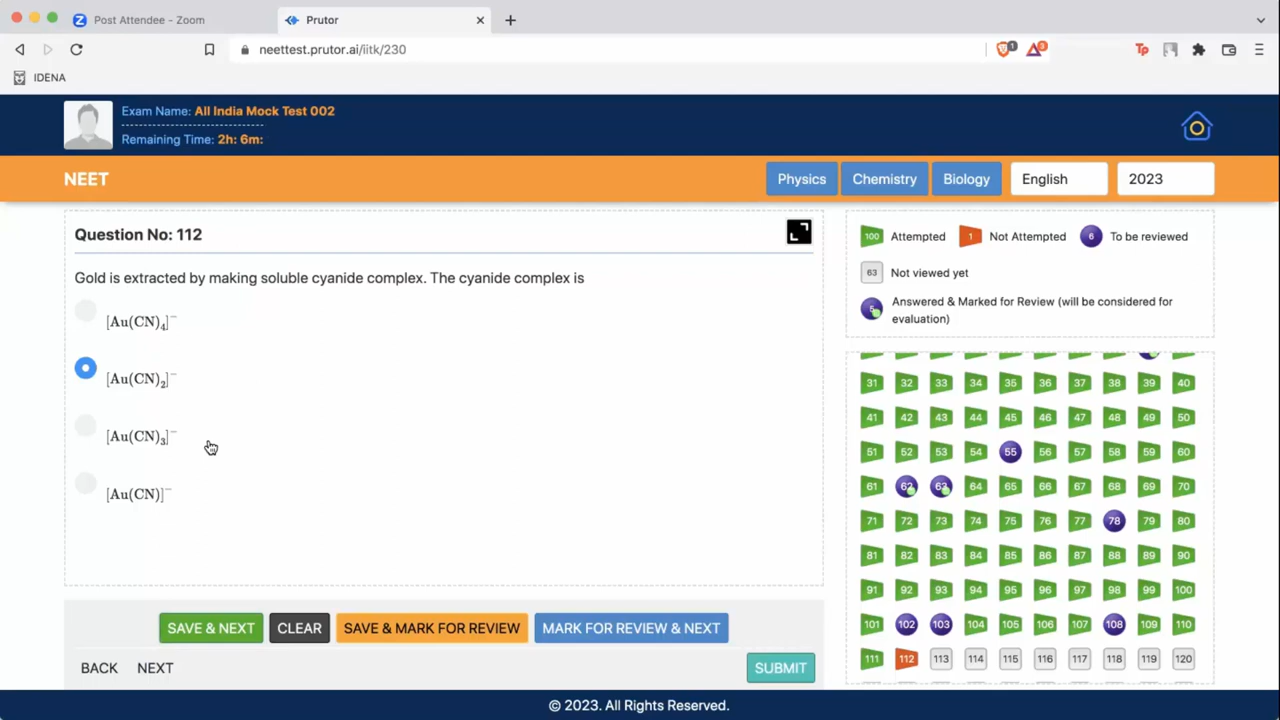 Post Attendee - Zoom
Prutor
neettest.prutor.ai/iitk/230
1
3
Tp
IDENA
Exam Name: All India Mock Test 002
Remaining Time: 2h: 6m:
NEET
Physics
Chemistry
Biology
English
2023
Question No: 112
Gold is extracted by making soluble cyanide complex. The cyanide complex is
[Au(CN)₄]⁻
[Au(CN)₂]⁻
[Au(CN)₃]⁻
[Au(CN)]⁻
SAVE & NEXT
CLEAR
SAVE & MARK FOR REVIEW
MARK FOR REVIEW & NEXT
BACK
NEXT
SUBMIT
100 Attempted
1 Not Attempted
6 To be reviewed
63 Not viewed yet
5 Answered & Marked for Review (will be considered for
evaluation)
31 32 33 34 35 36 37 38 39 40
41 42 43 44 45 46 47 48 49 50
51 52 53 54 55 56 57 58 59 60
61 62 63 64 65 66 67 68 69 70
71 72 73 74 75 76 77 78 79 80
81 82 83 84 85 86 87 88 89 90
91 92 93 94 95 96 97 98 99 100
101 102 103 104 105 106 107 108 109 110
111 112 113 114 115 116 117 118 119 120
© 2023. All Rights Reserved.